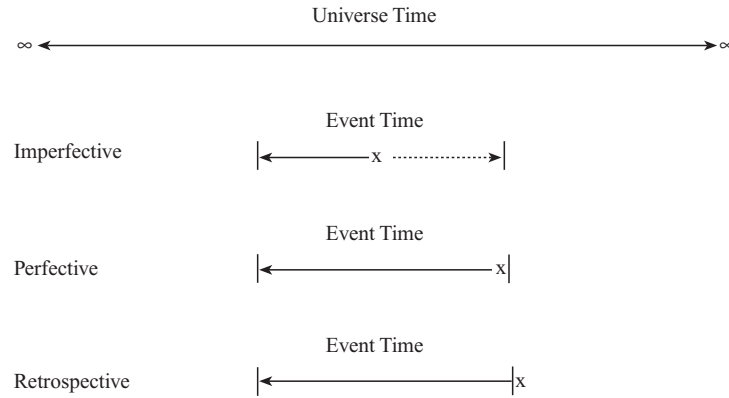 Universe Time
∞ ∞
Event Time
Imperfective
x
Event Time
Perfective
x
Event Time
Retrospective
x